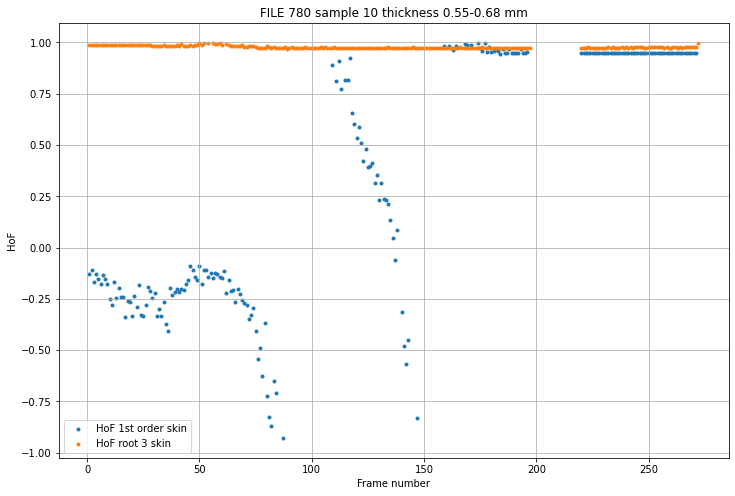 FILE 780 sample 10 thickness 0.55-0.68 mm
1.00
0.75
0.50
0.25
0.00
−0.25
−0.50
−0.75
−1.00
HoF
HoF 1st order skin
HoF root 3 skin
0 50 100 150 200 250
Frame number